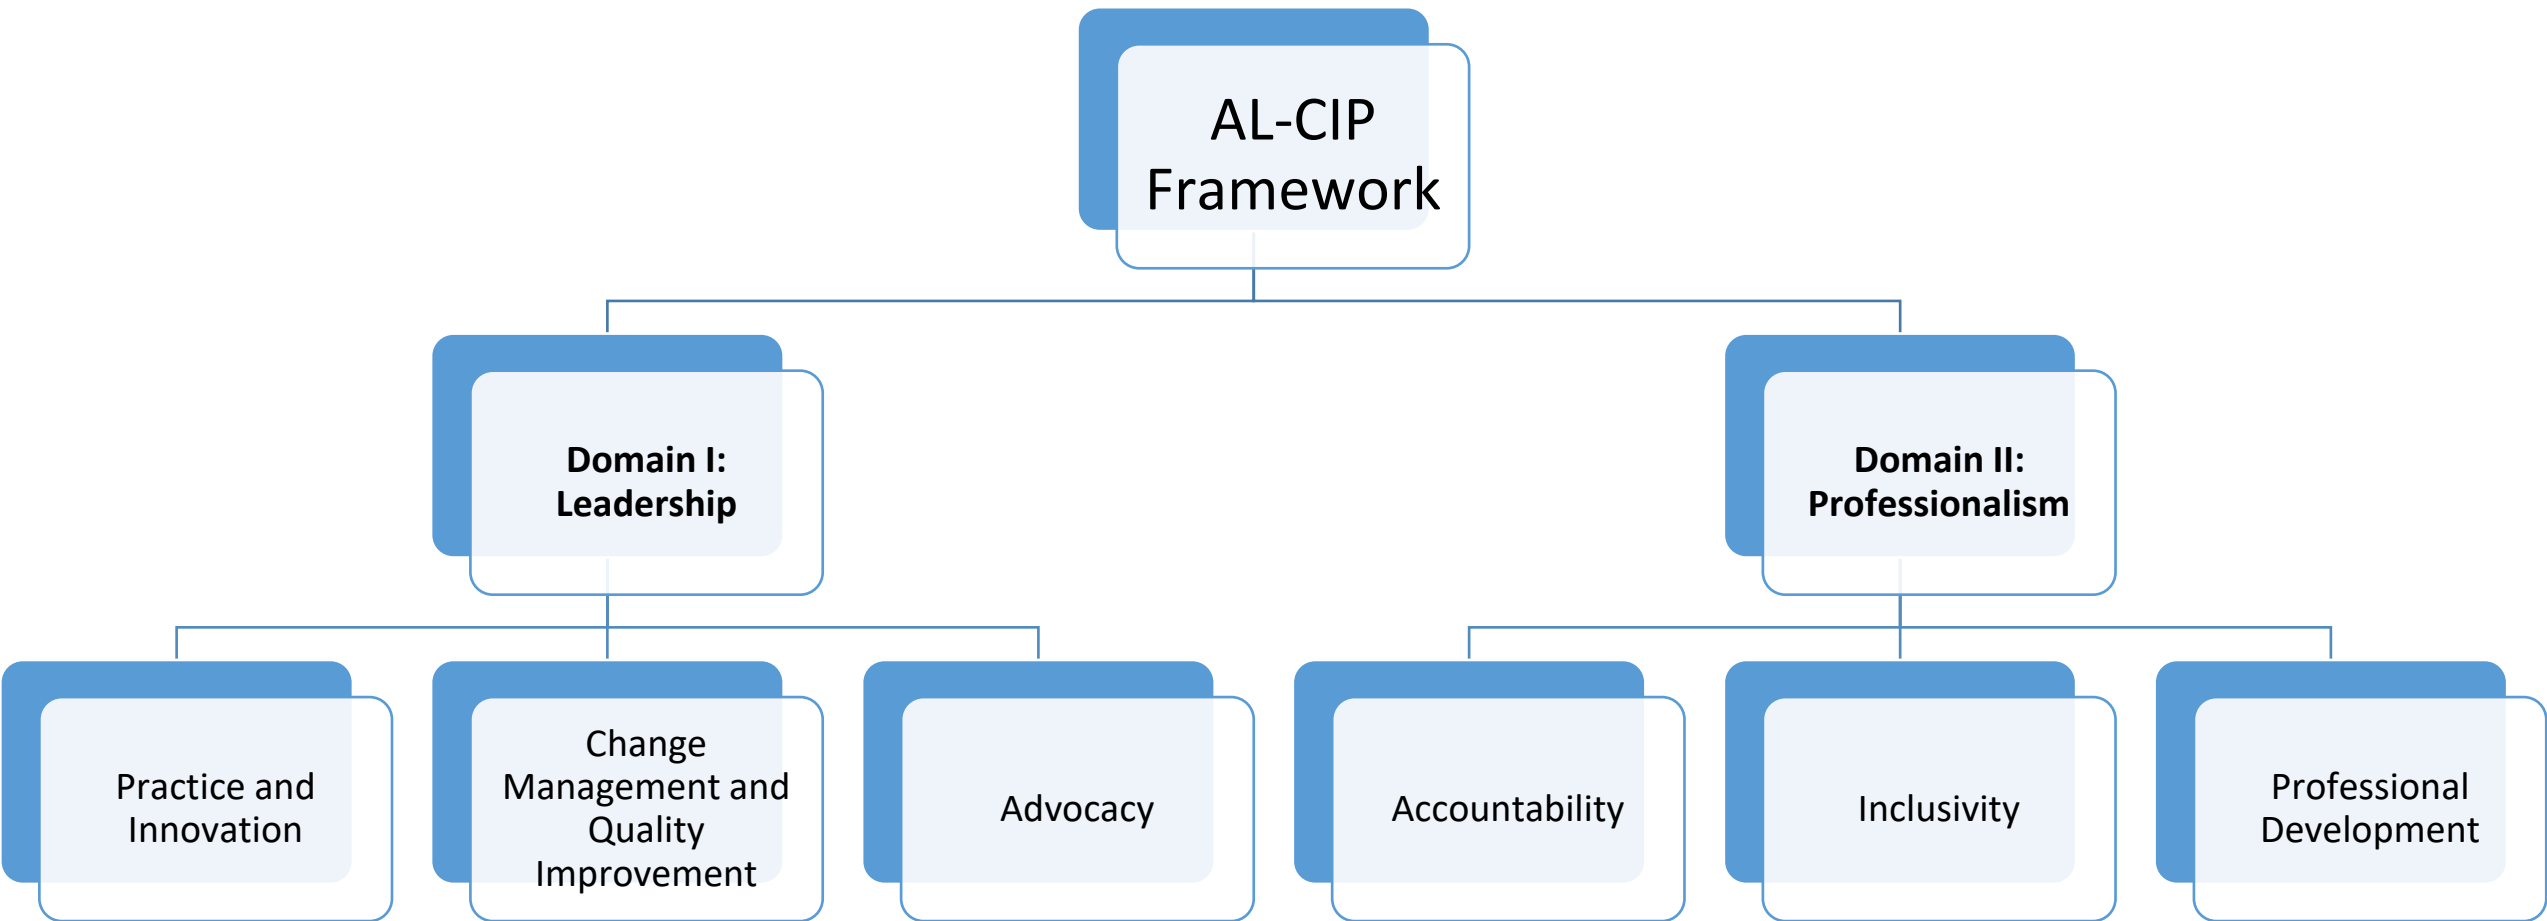 AL-CIP
Framework
Domain I:
Leadership
Domain II:
Professionalism
Practice and
Innovation
Change
Management and
Quality
Improvement
Advocacy
Accountability
Inclusivity
Professional
Development